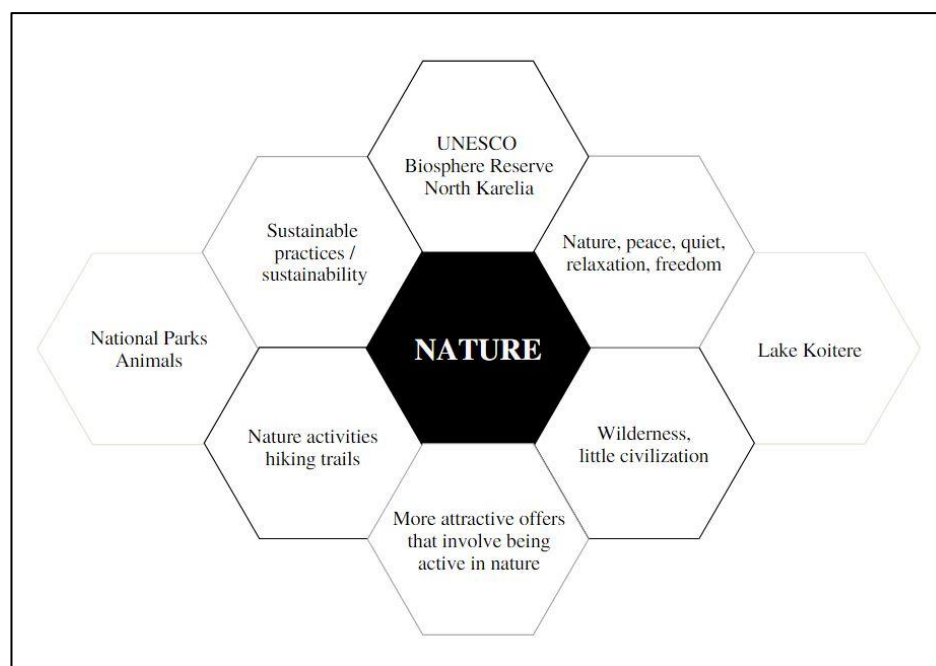 UNESCO
Biosphere Reserve
North Karelia
Sustainable
practices /
sustainability
Nature, peace, quiet,
relaxation, freedom
National Parks
Animals
NATURE
Lake Koitere
Nature activities
hiking trails
Wilderness,
little civilization
More attractive offers
that involve being
active in nature